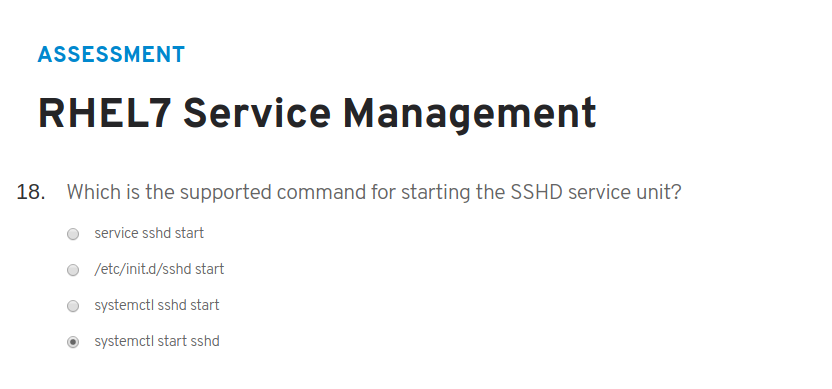 ASSESSMENT
RHEL7 Service Management
18. Which is the supported command for starting the SSHD service unit?
service sshd start
/etc/init.d/sshd start
systemctl sshd start
systemctl start sshd